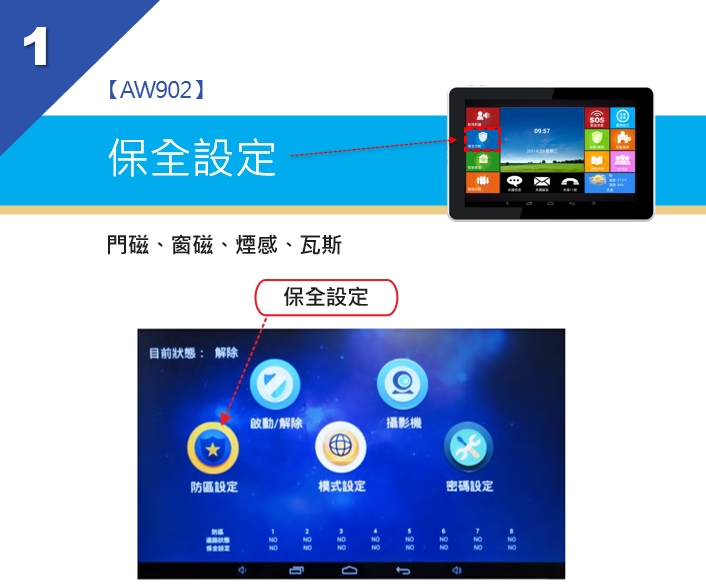 1
【AW902】
保全設定
SOS
09:57
門磁、窗磁、煙感、瓦斯
保全設定
目前狀態： 解除
啟動/解除
攝影機
防區設定
模式設定
密碼設定
防區 1 2 3 4 5 6 7 8
迴路狀態 NO NO NO NO NO NO NO NO
保全設定 NO NO NO NO NO NO NO NO